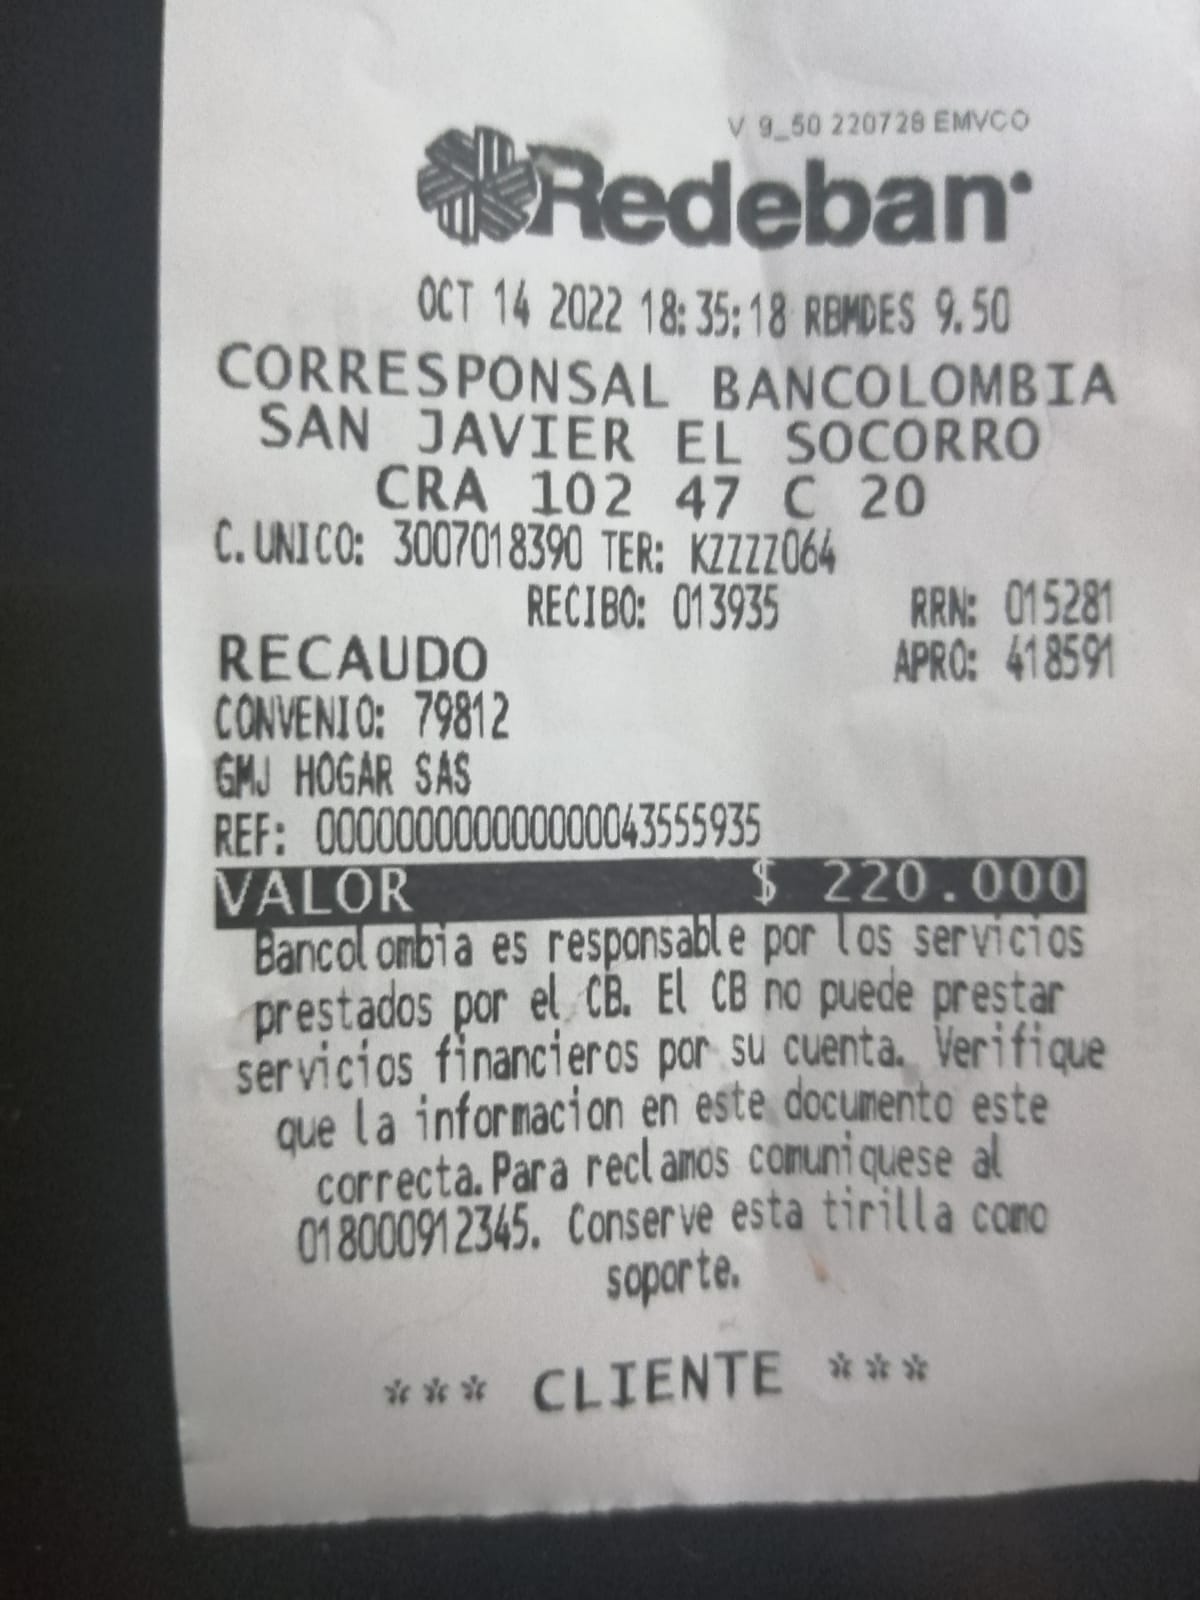 V 9_50 220728 EMVCO
Redeban
OCT 14 2022 18:35:18 RBMDES 9.50
CORRESPONSAL BANCOLOMBIA
SAN JAVIER EL SOCORRO
CRA 102 47 C 20
C. UNICO: 3007018390 TER: KZZZZ064
RECIBO: 013935 RRN: 015281
RECAUDO APRO: 418591
CONVENIO: 79812
GMJ HOGAR SAS
REF: 000000000000000043555935
VALOR $ 220.000
Bancolombia es responsable por los servicios
prestados por el CB. El CB no puede prestar
servicios financieros por su cuenta. Verifique
que la informacion en este documento este
correcta. Para reclamos comuniquese al
018000912345. Conserve esta tirilla como
soporte.
*** CLIENTE ***